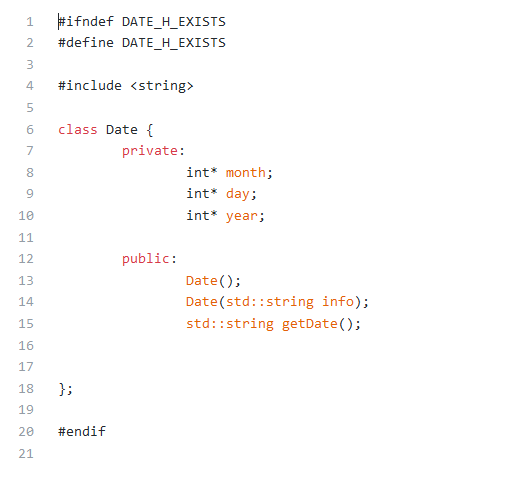 1 #ifndef DATE_H_EXISTS
2 #define DATE_H_EXISTS
3
4 #include <string>
5
6 class Date {
7 private:
8 int* month;
9 int* day;
10 int* year;
11
12 public:
13 Date();
14 Date(std::string info);
15 std::string getDate();
16
17
18 };
19
20 #endif
21